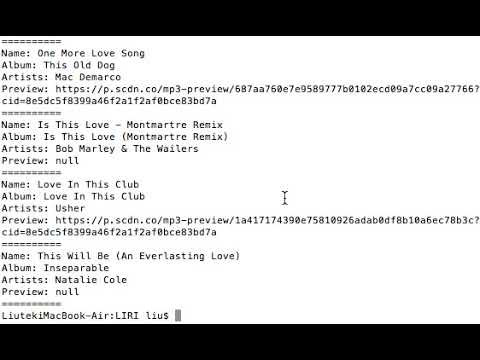 ==========
Name: One More Love Song
Album: This Old Dog
Artists: Mac Demarco
Preview: https://p.scdn.co/mp3-preview/687aa760e7e9589777b0102ecd09a7cc09a27766?
cid=8e5dc5f8399a46f2a1f2af0bce83bd7a
==========
Name: Is This Love - Montmartre Remix
Album: Is This Love (Montmartre Remix)
Artists: Bob Marley & The Wailers
Preview: null
==========
Name: Love In This Club
Album: Love In This Club
Artists: Usher
Preview: https://p.scdn.co/mp3-preview/1a417174390e75810926adab0df8b10a6ec78b3c?
cid=8e5dc5f8399a46f2a1f2af0bce83bd7a
==========
Name: This Will Be (An Everlasting Love)
Album: Inseparable
Artists: Natalie Cole
Preview: null
==========
LiutekiMacBook-Air:LIRI liu$